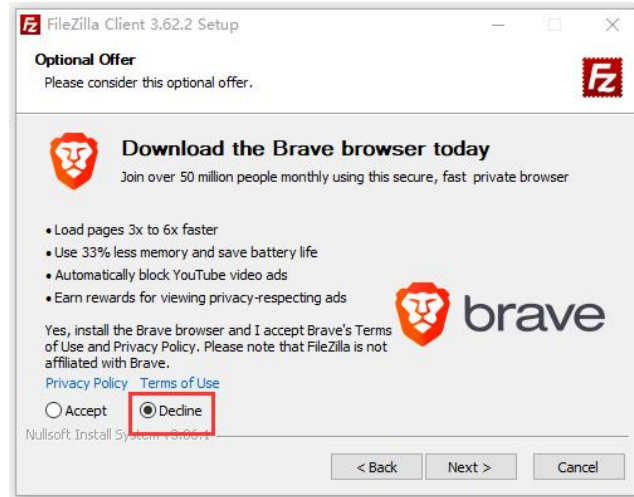 FileZilla Client 3.62.2 Setup
Optional Offer
Please consider this optional offer.
Fz
Download the Brave browser today
Join over 50 million people monthly using this secure, fast private browser
• Load pages 3x to 6x faster
• Use 33% less memory and save battery life
• Automatically block YouTube video ads
• Earn rewards for viewing privacy-respecting ads
brave
Yes, install the Brave browser and I accept Brave's Terms
of Use and Privacy Policy. Please note that FileZilla is not
affiliated with Brave.
Privacy Policy Terms of Use
Accept Decline
Nullsoft Install System v3.06.1
< Back Next > Cancel